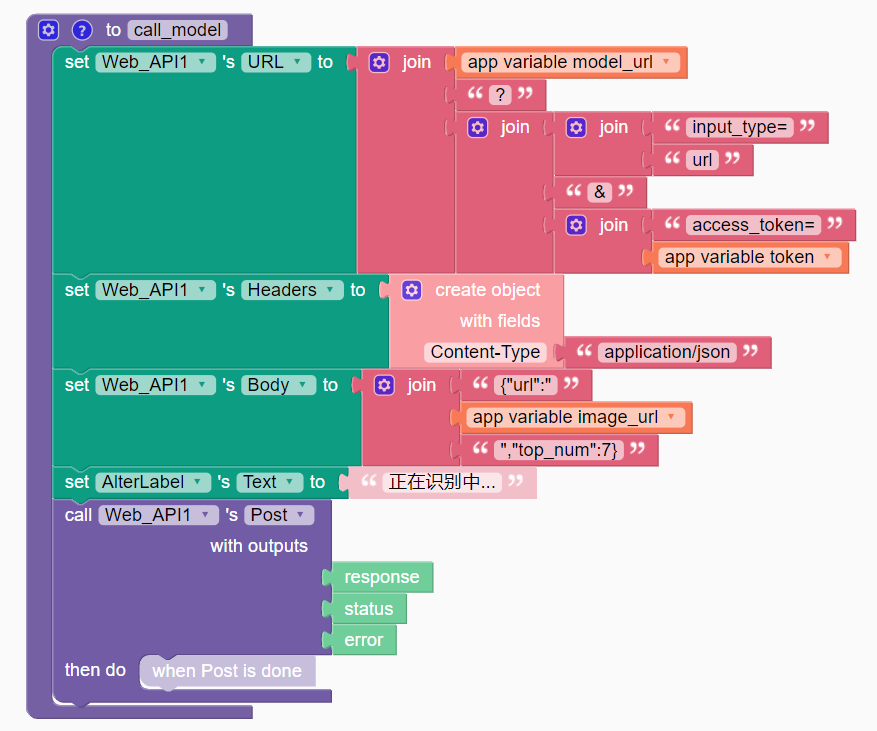 to call_model
set Web_API1 's URL to join app variable model_url
“ ? ”
join join “ input_type= ”
“ url ”
“ & ”
join “ access_token= ”
app variable token
set Web_API1 's Headers to create object
with fields
Content-Type “ application/json ”
set Web_API1 's Body to join “ {"url":" ”
app variable image_url
“ ","top_num":7} ”
set AlterLabel 's Text to “ 正在识别中... ”
call Web_API1 's Post
with outputs
response
status
error
then do when Post is done